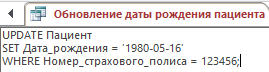 Обновление даты рождения пациента
UPDATE Пациент
SET Дата_рождения = '1980-05-16'
WHERE Номер_страхового_полиса = 123456;